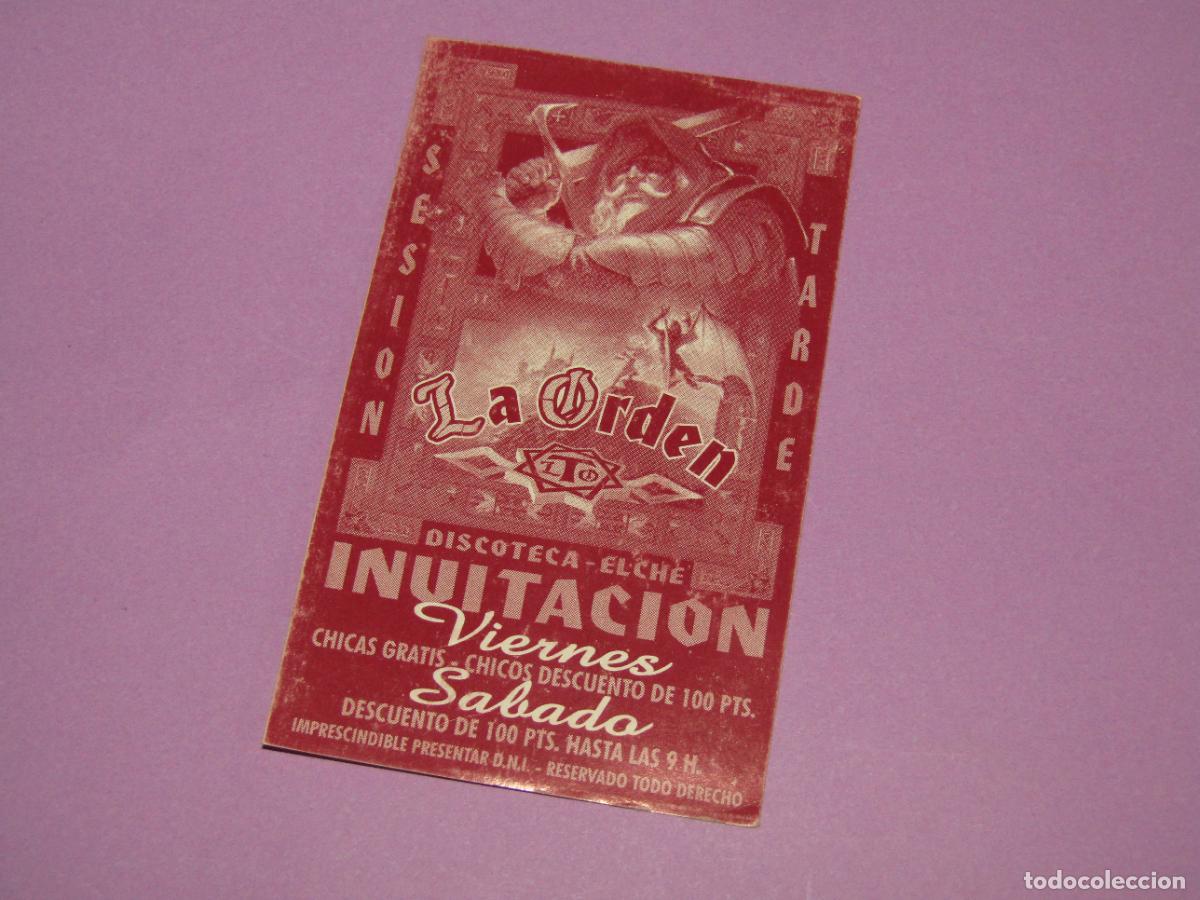 SESION
TARDE
La Orden
LTO
DISCOTECA - ELCHE
INUITACION
Viernes
CHICAS GRATIS - CHICOS DESCUENTO DE 100 PTS.
Sabado
DESCUENTO DE 100 PTS. HASTA LAS 9 H.
IMPRESCINDIBLE PRESENTAR D.N.I. - RESERVADO TODO DERECHO
todocoleccion